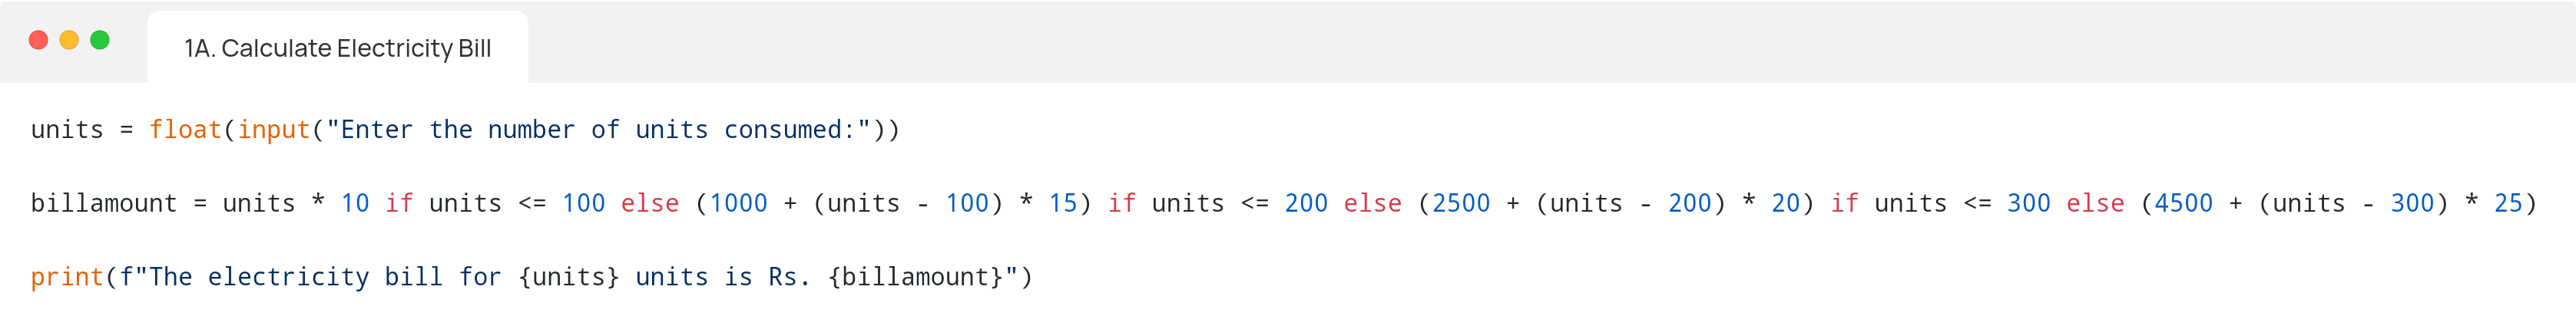 1A. Calculate Electricity Bill
units = float(input("Enter the number of units consumed:"))
billamount = units * 10 if units <= 100 else (1000 + (units - 100) * 15) if units <= 200 else (2500 + (units - 200) * 20) if units <= 300 else (4500 + (units - 300) * 25)
print(f"The electricity bill for {units} units is Rs. {billamount}")